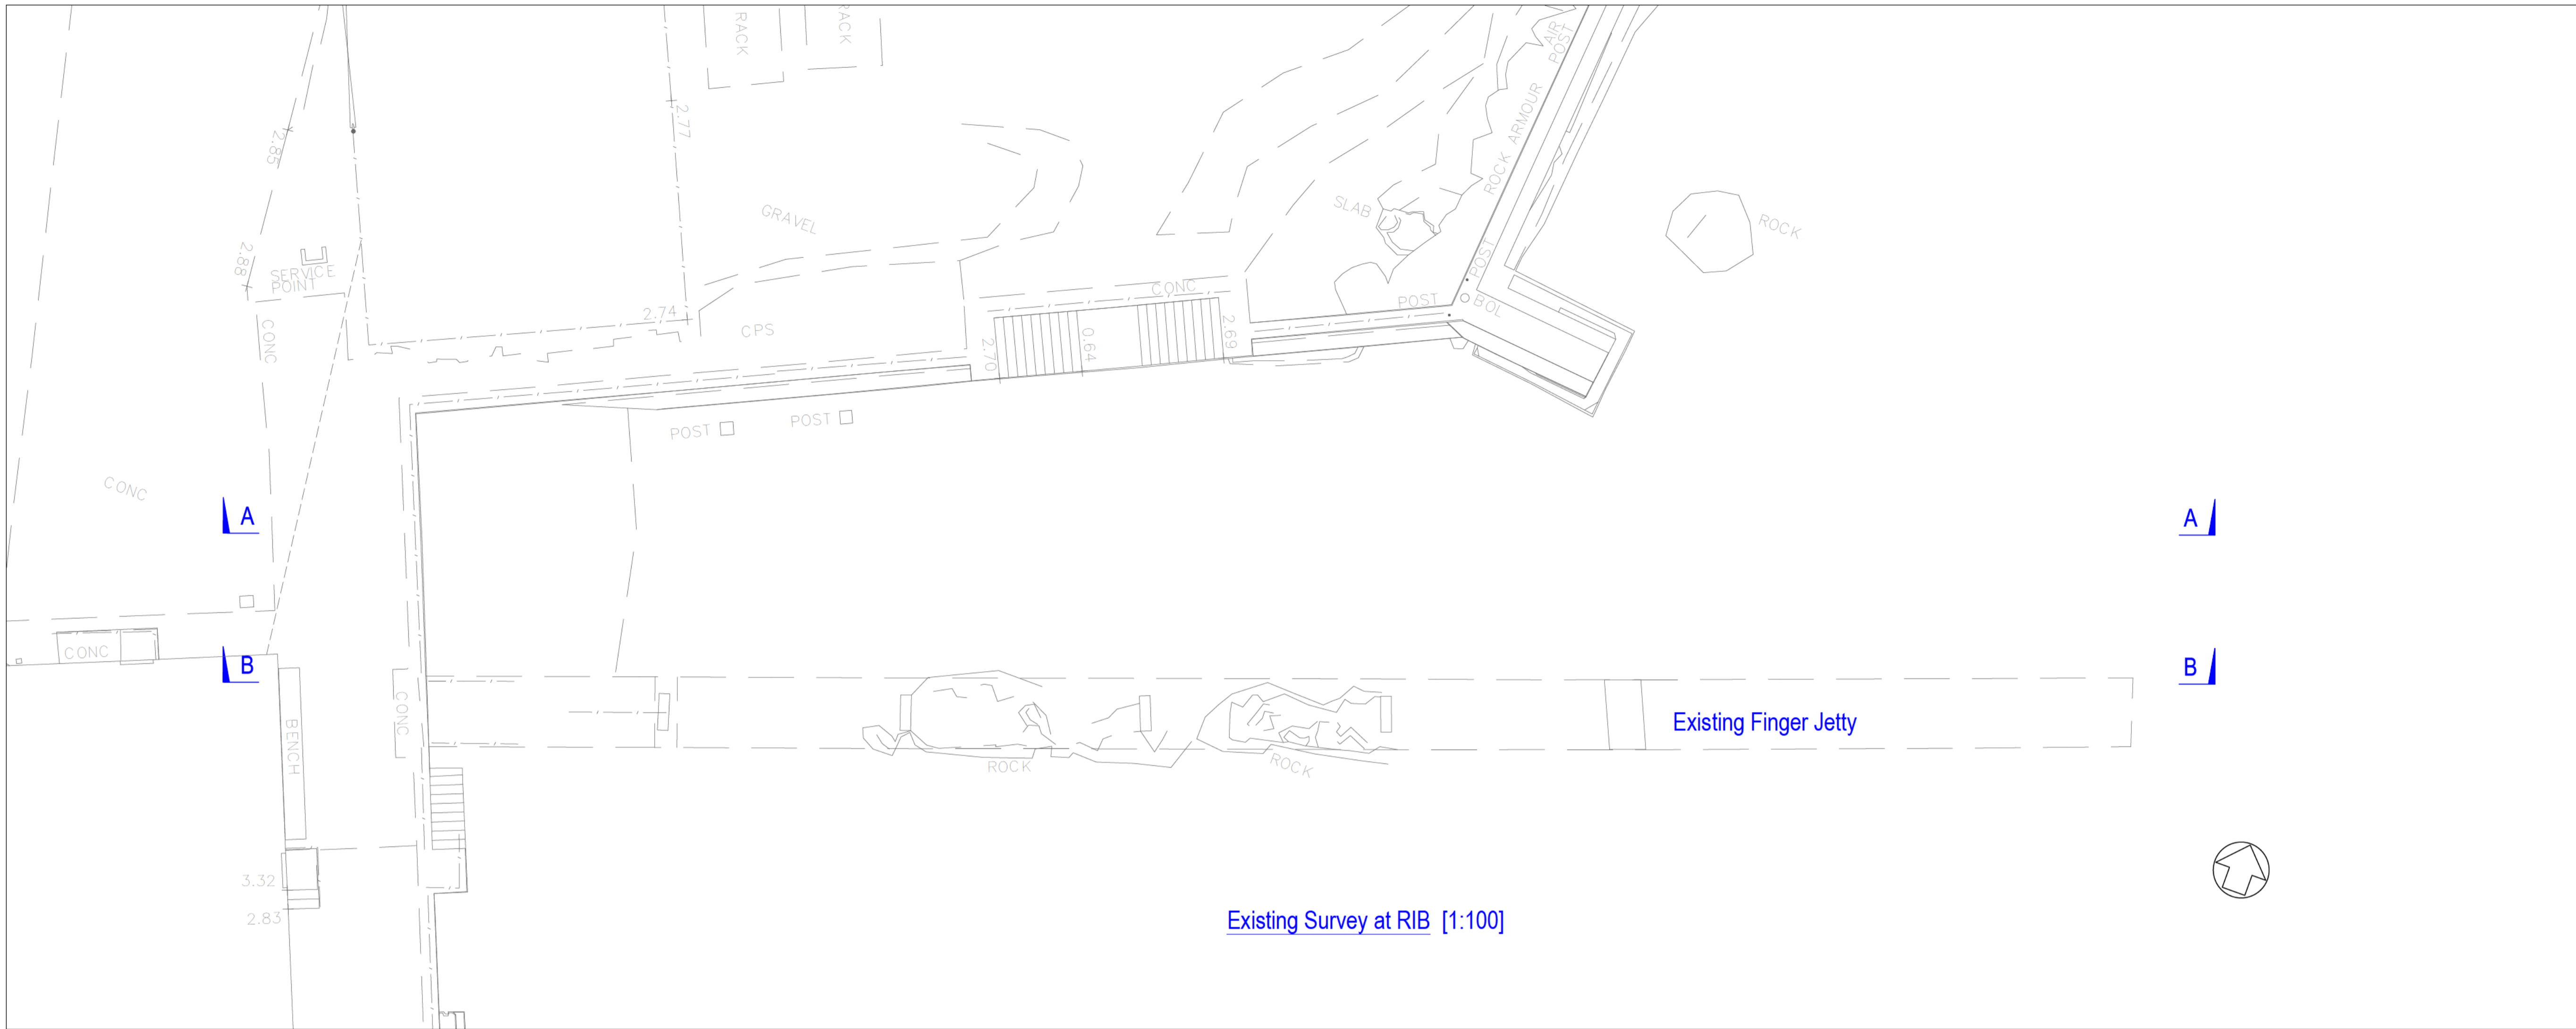 RACK
RACK
AIR
POST
2.77
2.85
ROCK ARMOUR
SLAB
GRAVEL
ROCK
2.88
SERVICE
POINT
POST
CONC
POST
BOL
2.74
CPS
CONC
2.70
0.64
2.69
POST
POST
CONC
A
A
CONC
B
B
CONC
BENCH
Existing Finger Jetty
ROCK
ROCK
3.32
2.83
Existing Survey at RIB [1:100]